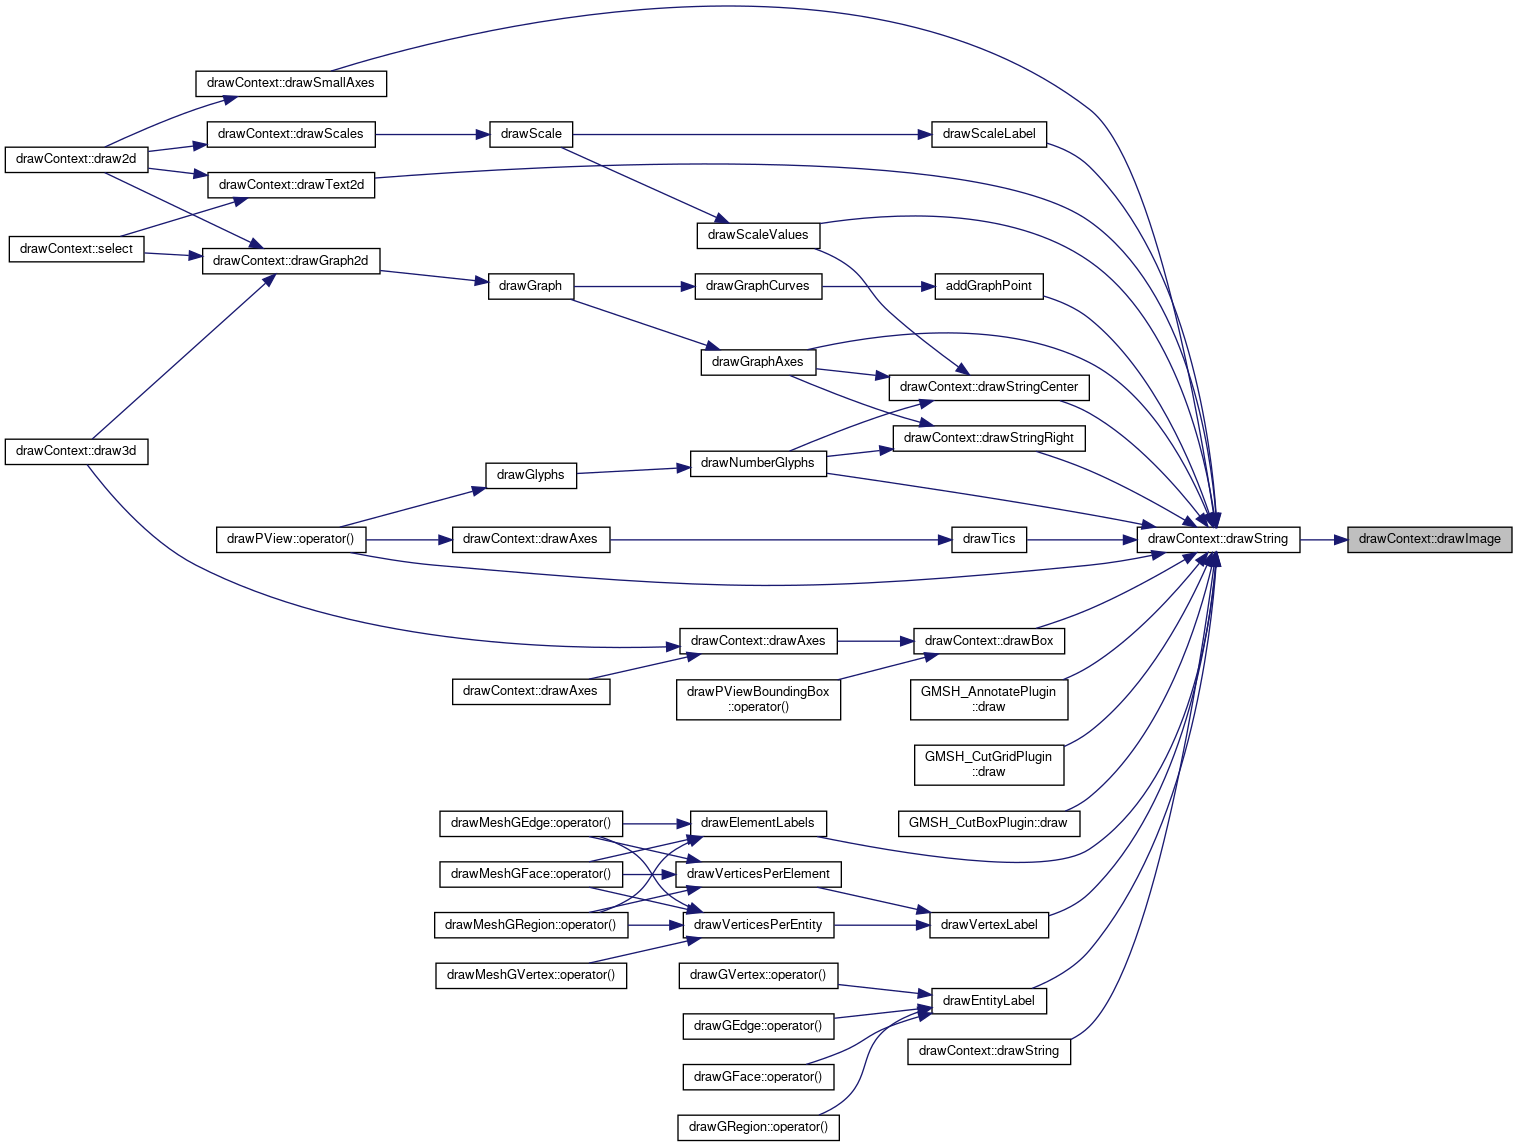 drawContext::drawSmallAxes
drawContext::drawScales
drawScale
drawScaleLabel
drawContext::draw2d
drawContext::drawText2d
drawScaleValues
drawContext::select
drawContext::drawGraph2d
drawGraph
drawGraphCurves
addGraphPoint
drawGraphAxes
drawContext::drawStringCenter
drawContext::drawStringRight
drawContext::draw3d
drawNumberGlyphs
drawGlyphs
drawPView::operator()
drawContext::drawAxes
drawTics
drawContext::drawString
drawContext::drawImage
drawContext::drawAxes
drawContext::drawBox
drawContext::drawAxes
drawPViewBoundingBox
::operator()
GMSH_AnnotatePlugin
::draw
GMSH_CutGridPlugin
::draw
GMSH_CutBoxPlugin::draw
drawMeshGEdge::operator()
drawElementLabels
drawMeshGFace::operator()
drawVerticesPerElement
drawMeshGRegion::operator()
drawVerticesPerEntity
drawVertexLabel
drawMeshGVertex::operator()
drawGVertex::operator()
drawEntityLabel
drawGEdge::operator()
drawContext::drawString
drawGFace::operator()
drawGRegion::operator()